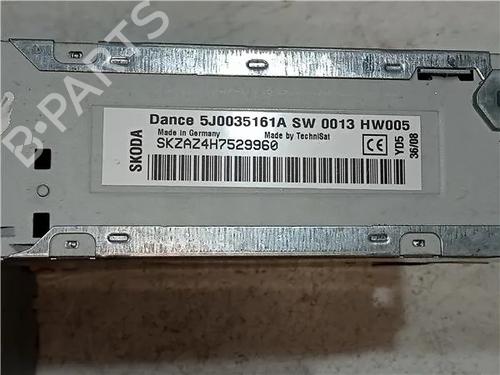 B-PARTS
Dance 5J0035161A SW 0013 HW005
Made in Germany Made by TechniSat
SKZAZ4H7529960
SKODA
CE
YD5
36/08